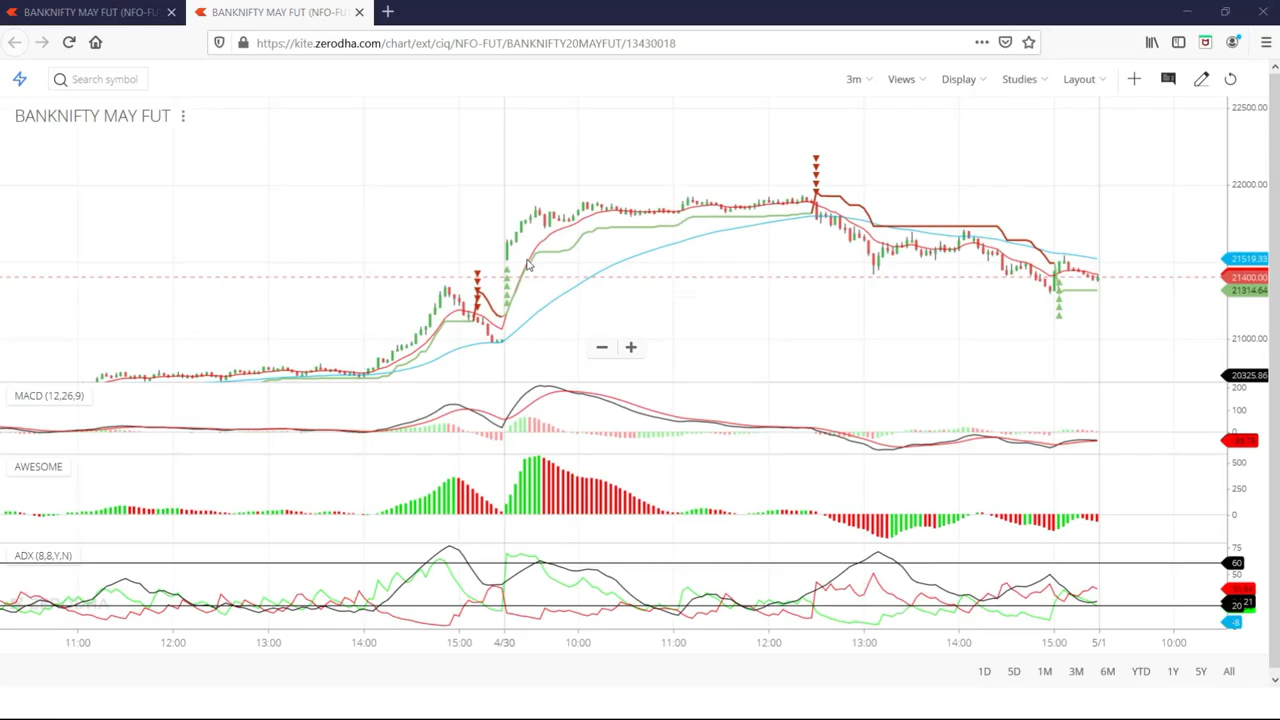 BANKNIFTY MAY FUT (NFO-FU BANKNIFTY MAY FUT (NFO-FUT
https://kite.zerodha.com/chart/ext/ciq/NFO-FUT/BANKNIFTY20MAYFUT/13430018
Search symbol 3m Views Display Studies Layout
BANKNIFTY MAY FUT
22500.00
22000.00
21519.33
21400.00
21314.64
21000.00
20325.86
MACD (12,26,9)
200
100
0
AWESOME
500
250
0
ADX (8,8,Y,N)
75
60
50
21
20
-8
11:00 12:00 13:00 14:00 15:00 4/30 10:00 11:00 12:00 13:00 14:00 15:00 5/1 10:00
1D 5D 1M 3M 6M YTD 1Y 5Y All